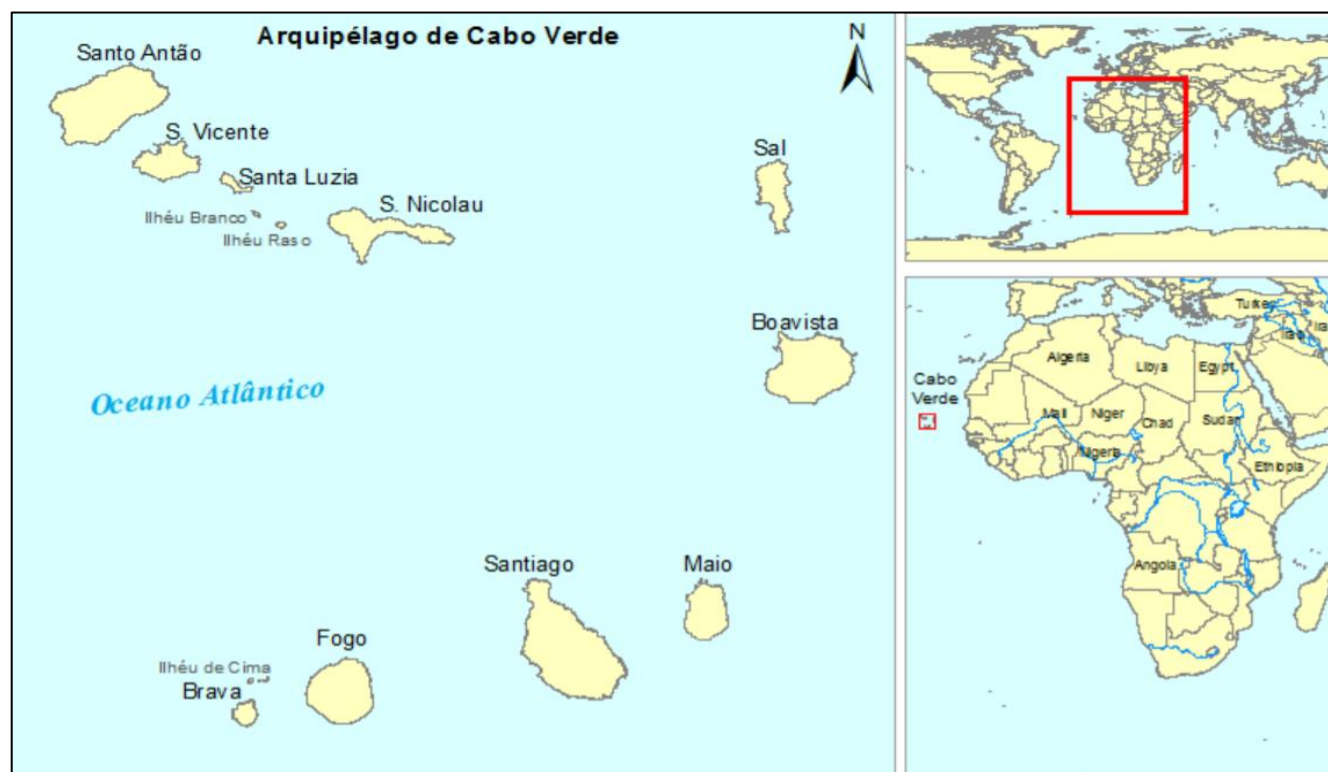 Arquipélago de Cabo Verde
N
Santo Antão
S. Vicente
Santa Luzia
Ilhéu Branco
Ilhéu Raso
S. Nicolau
Sal
Boavista
Oceano Atlântico
Santiago
Maio
Fogo
Ilhéu de Cima
Brava
Turkey
Iraq
Algeria
Libya
Egypt
Cabo
Verde
Mali
Niger
Chad
Sudan
Nigeria
Ethiopia
Angola